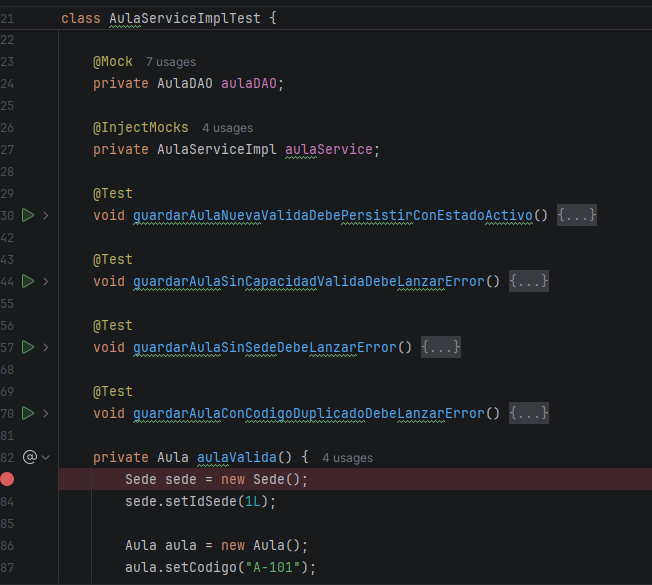 21 class AulaServiceImplTest {
22
23 @Mock 7 usages
24 private AulaDAO aulaDAO;
25
26 @InjectMocks 4 usages
27 private AulaServiceImpl aulaService;
28
29 @Test
30 void guardarAulaNuevaValidaDebePersistirConEstadoActivo() {...}
42
43 @Test
44 void guardarAulaSinCapacidadValidaDebeLanzarError() {...}
55
56 @Test
57 void guardarAulaSinSedeDebeLanzarError() {...}
68
69 @Test
70 void guardarAulaConCodigoDuplicadoDebeLanzarError() {...}
81
82 @ private Aula aulaValida() { 4 usages
Sede sede = new Sede();
84 sede.setIdSede(1L);
85
86 Aula aula = new Aula();
87 aula.setCodigo("A-101");